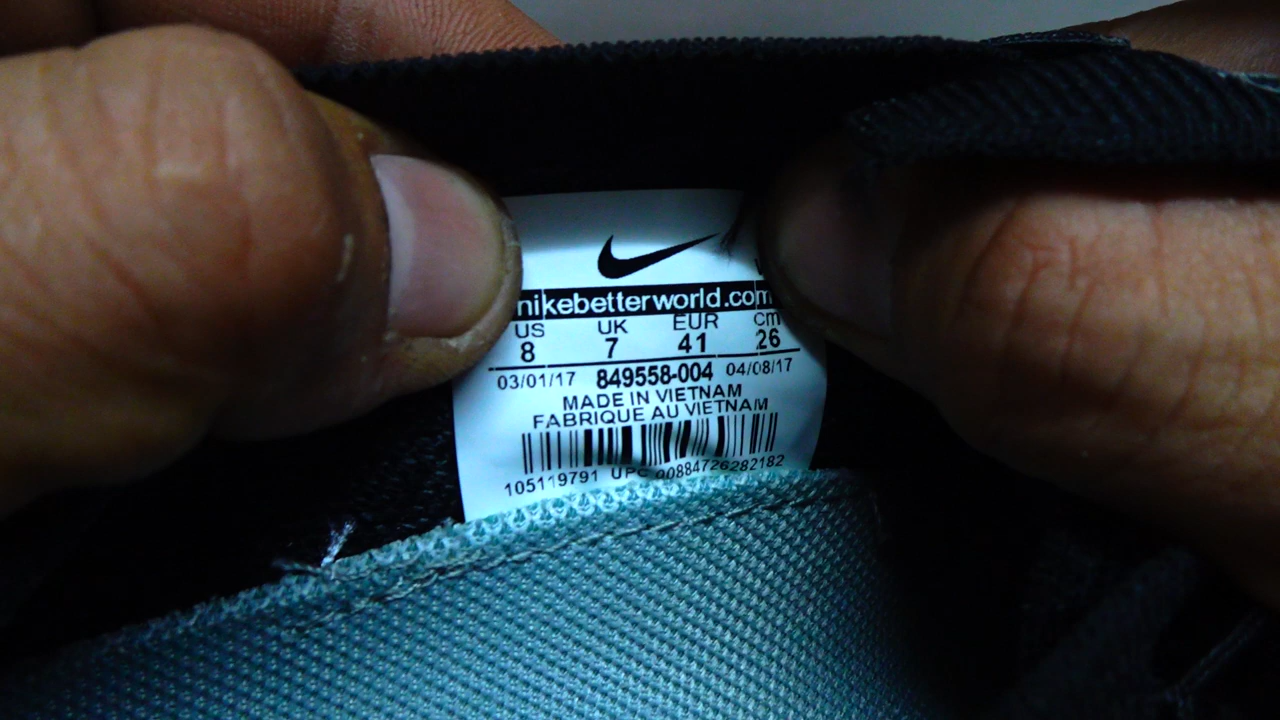 nikebetterworld.com
US UK EUR cm
8 7 41 26
03/01/17 849558-004 04/08/17
MADE IN VIETNAM
FABRIQUE AU VIETNAM
105119791 UPC 00884726282182